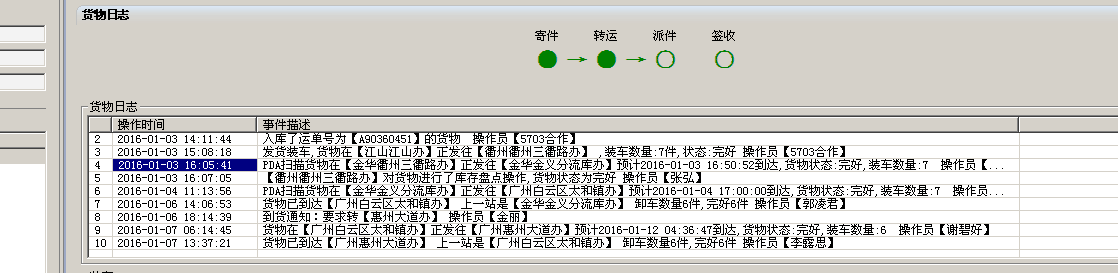 货物日志
寄件 转运 派件 签收
货物日志
操作时间 事件描述
2 2016-01-03 14:11:44 入库了运单号为【A90360451】的货物 操作员【5703合作】
3 2016-01-03 15:08:18 发货装车,货物在【江山江山办】正发往【衢州衢州三衢路办】 ,装车数量:7件,状态:完好 操作员【5703合作】
4 2016-01-03 16:05:41 PDA扫描货物在【金华衢州三衢路办】正发往【金华金义分流库办】预计2016-01-03 16:50:52到达,货物状态:完好,装车数量:7 操作员【...
5 2016-01-03 16:07:05 【衢州衢州三衢路办】对货物进行了库存盘点操作,货物状态为完好 操作员【张弘】
6 2016-01-04 11:13:56 PDA扫描货物在【金华金义分流库办】正发往【广州白云区太和镇办】预计2016-01-04 17:00:00到达,货物状态:完好,装车数量:7 操作员...
7 2016-01-06 14:06:53 货物已到达【广州白云区太和镇办】 上一站是【金华金义分流库办】 卸车数量6件,完好6件 操作员【郭凌君】
8 2016-01-06 18:14:39 到货通知：要求转【惠州大道办】 操作员【金丽】
9 2016-01-07 06:14:45 货物在【广州白云区太和镇办】正发往【广州惠州大道办】预计2016-01-12 04:36:47到达,货物状态:完好,装车数量:6 操作员【谢碧好】
10 2016-01-07 13:37:21 货物已到达【广州惠州大道办】 上一站是【广州白云区太和镇办】 卸车数量6件,完好6件 操作员【李露思】